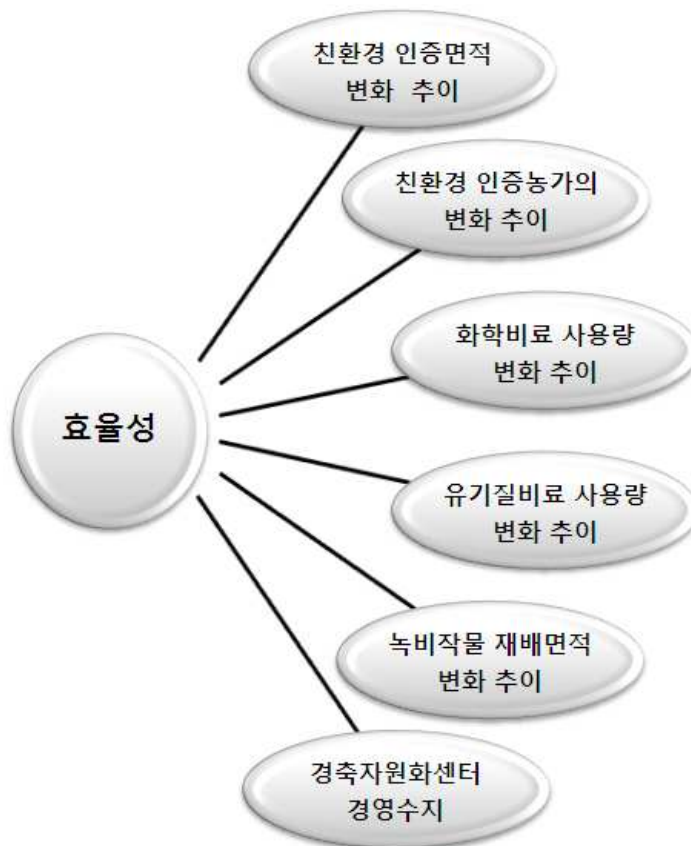 친환경 인증면적
변화 추이
친환경 인증농가의
변화 추이
화학비료 사용량
변화 추이
효율성
유기질비료 사용량
변화 추이
녹비작물 재배면적
변화 추이
경축자원화센터
경영수지